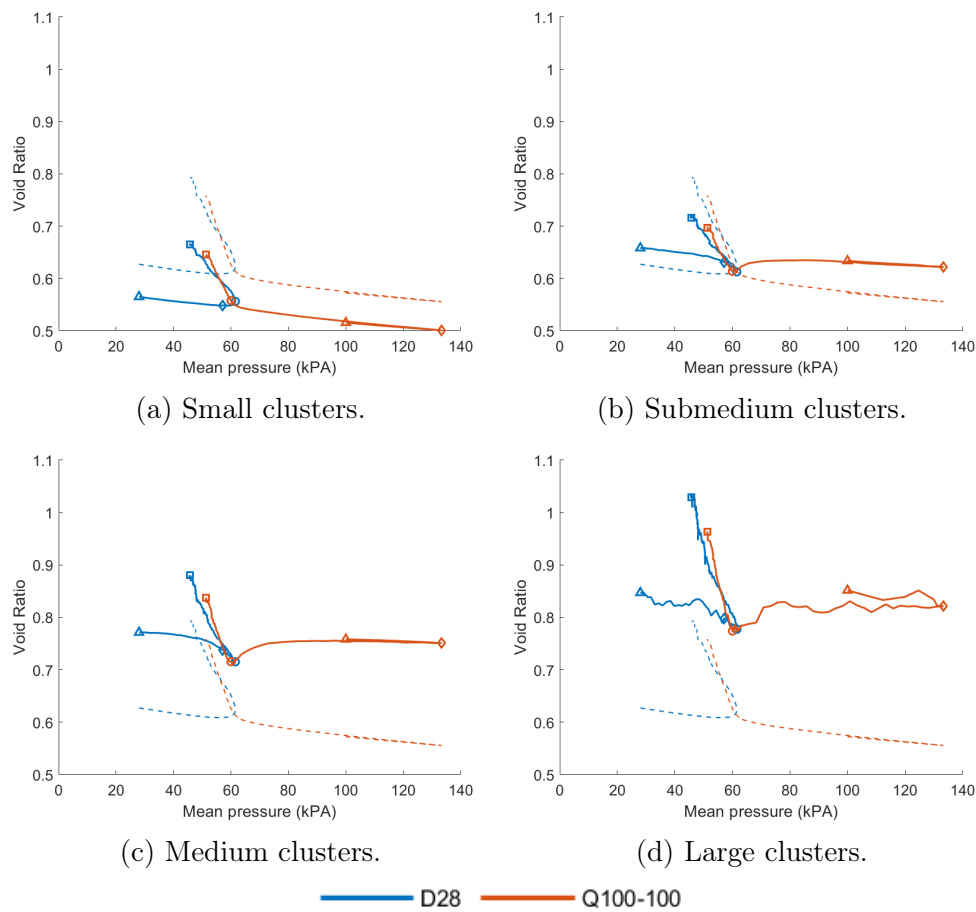 1.1
1
0.9
0.8
0.7
0.6
0.5
Void Ratio
0 20 40 60 80 100 120 140
Mean pressure (kPA)
(a) Small clusters.
1.1
1
0.9
0.8
0.7
0.6
0.5
Void Ratio
0 20 40 60 80 100 120 140
Mean pressure (kPA)
(b) Submedium clusters.
1.1
1
0.9
0.8
0.7
0.6
0.5
Void Ratio
0 20 40 60 80 100 120 140
Mean pressure (kPA)
(c) Medium clusters.
1.1
1
0.9
0.8
0.7
0.6
0.5
Void Ratio
0 20 40 60 80 100 120 140
Mean pressure (kPA)
(d) Large clusters.
D28 Q100-100